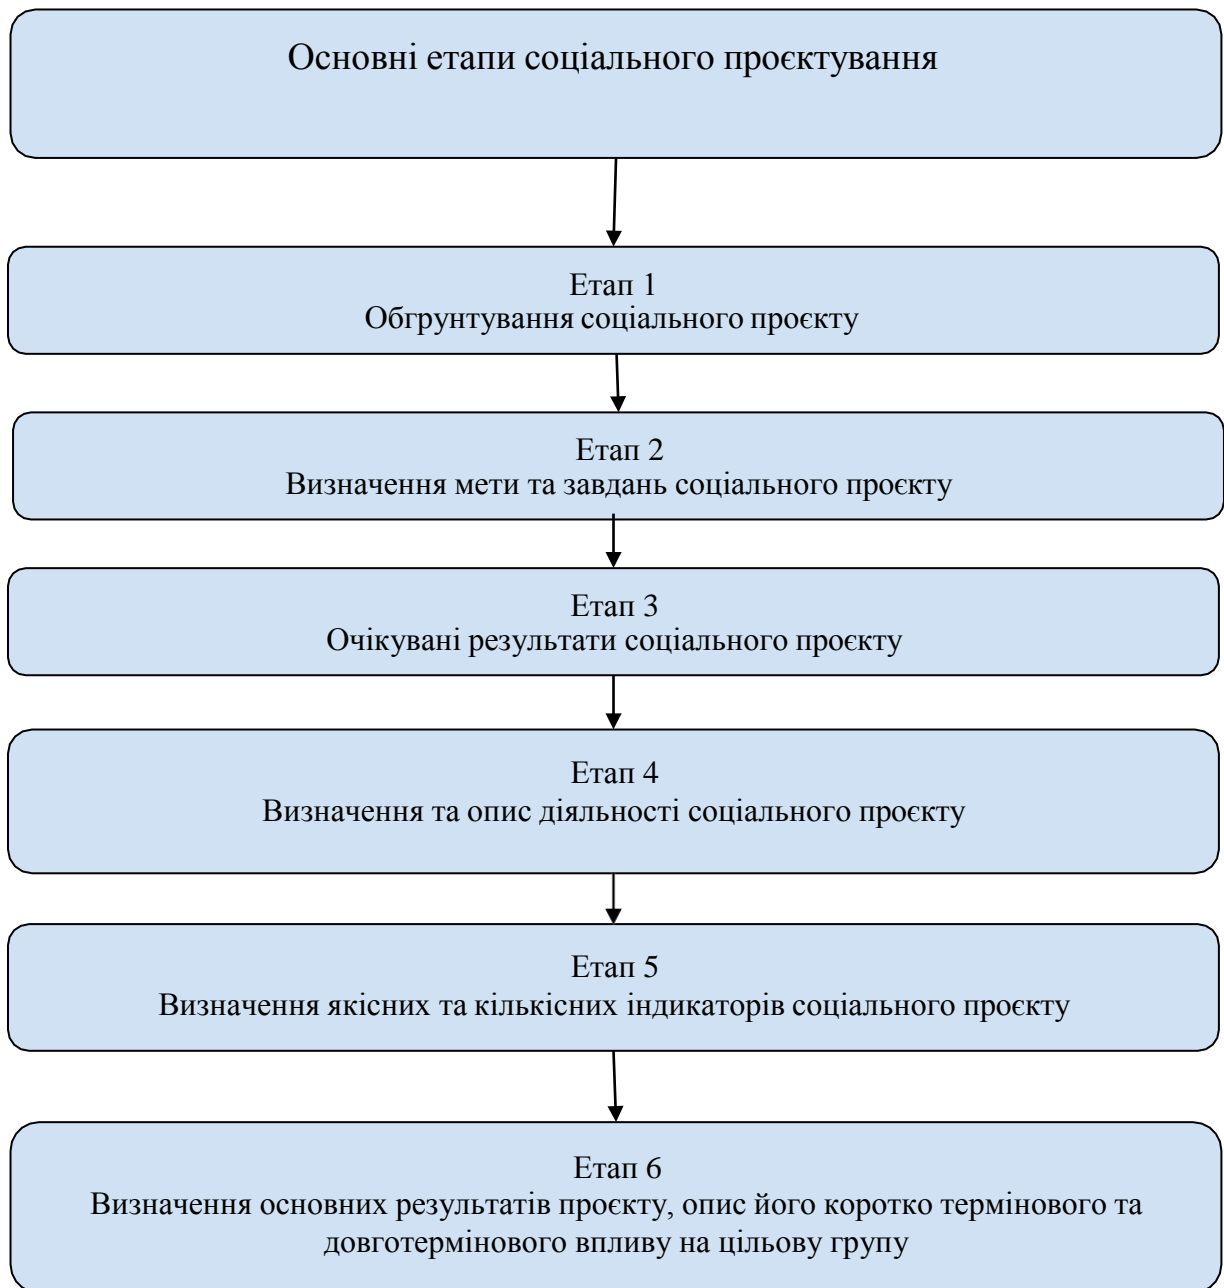 Основні етапи соціального проєктування
Етап 1
Обгрунтування соціального проєкту
Етап 2
Визначення мети та завдань соціального проєкту
Етап 3
Очікувані результати соціального проєкту
Етап 4
Визначення та опис діяльності соціального проєкту
Етап 5
Визначення якісних та кількісних індикаторів соціального проєкту
Етап 6
Визначення основних результатів проєкту, опис його коротко термінового та
довготермінового впливу на цільову групу